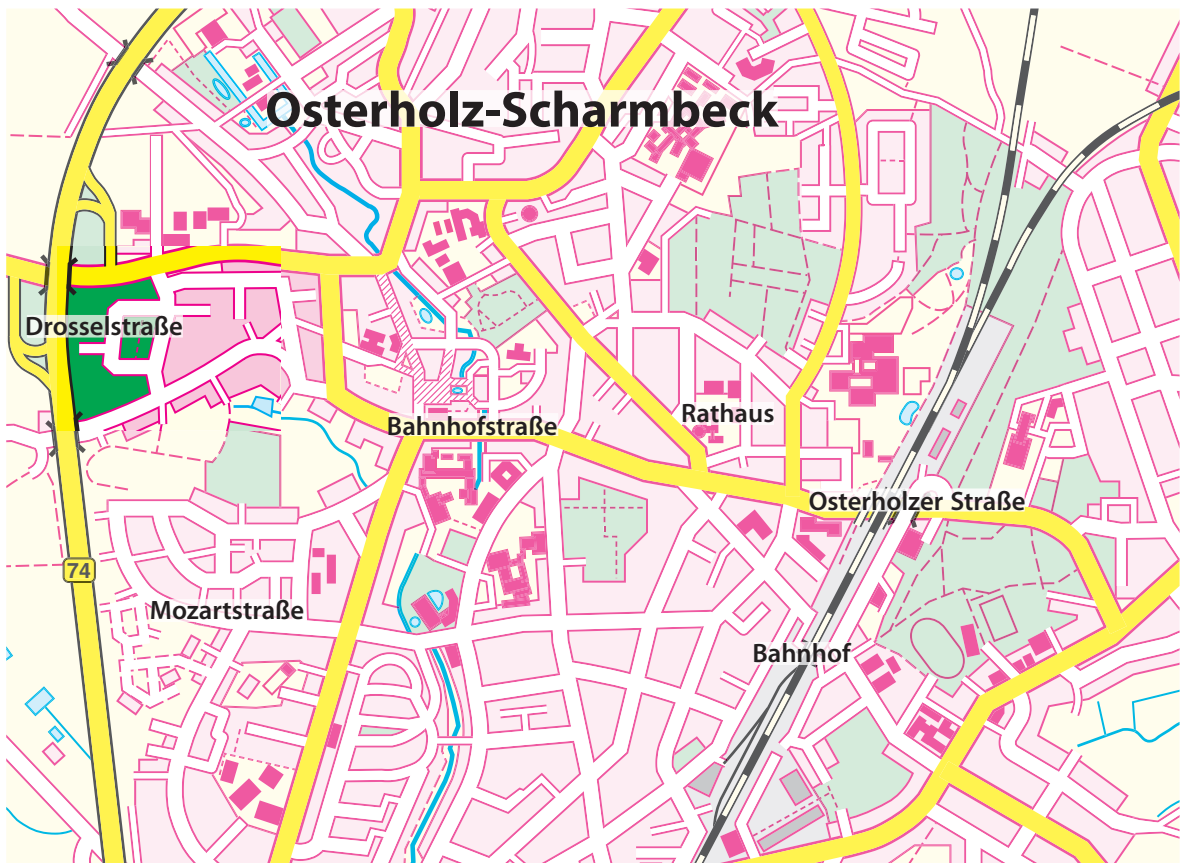 Osterholz-Scharmbeck
Drosselstraße
Rathaus
Bahnhofstraße
Osterholzer Straße
74
Mozartstraße
Bahnhof